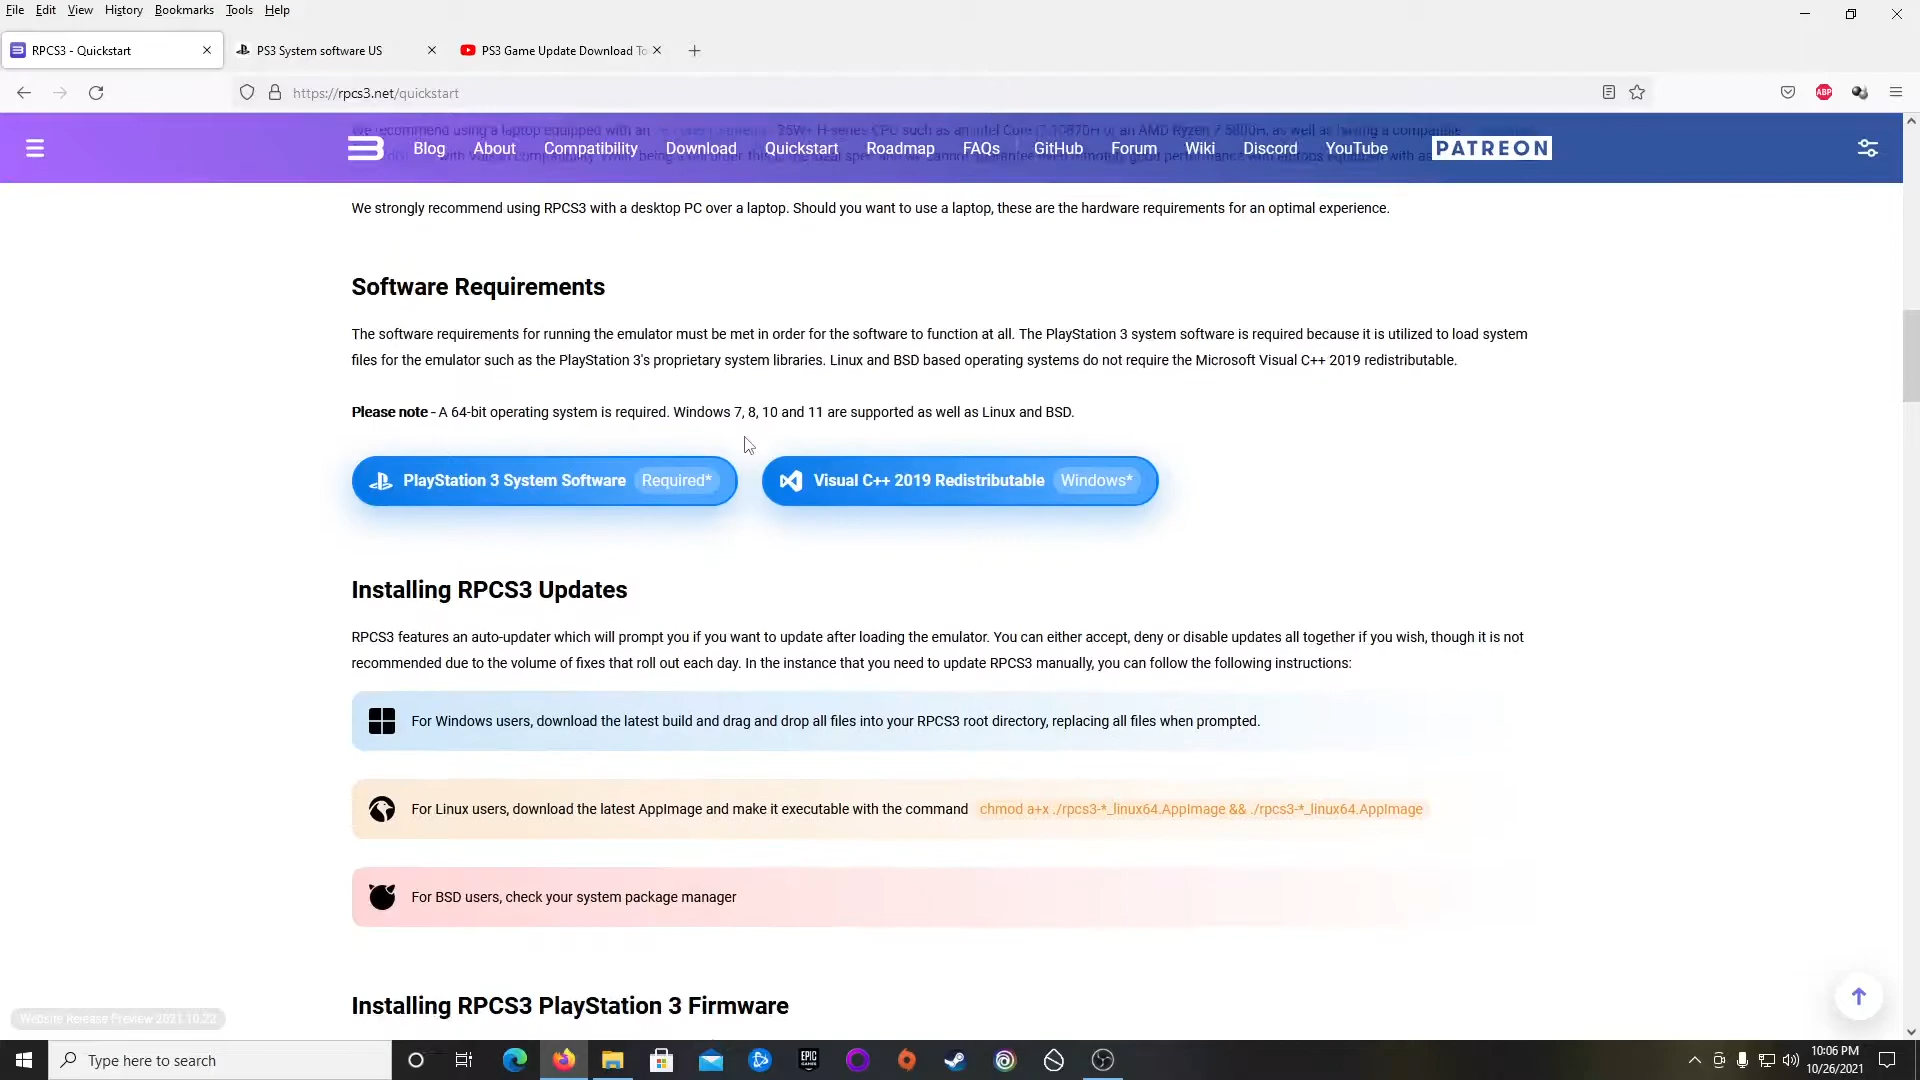 File Edit View History Bookmarks Tools Help
RPCS3 - Quickstart
PS3 System software US
PS3 Game Update Download To
https://rpcs3.net/quickstart
ABP
Blog About Compatibility Download Quickstart Roadmap FAQs GitHub Forum Wiki Discord YouTube PATREON
We strongly recommend using RPCS3 with a desktop PC over a laptop. Should you want to use a laptop, these are the hardware requirements for an optimal experience.
Software Requirements
The software requirements for running the emulator must be met in order for the software to function at all. The PlayStation 3 system software is required because it is utilized to load system
files for the emulator such as the PlayStation 3's proprietary system libraries. Linux and BSD based operating systems do not require the Microsoft Visual C++ 2019 redistributable.
Please note - A 64-bit operating system is required. Windows 7, 8, 10 and 11 are supported as well as Linux and BSD.
PlayStation 3 System Software Required*
Visual C++ 2019 Redistributable Windows*
Installing RPCS3 Updates
RPCS3 features an auto-updater which will prompt you if you want to update after loading the emulator. You can either accept, deny or disable updates all together if you wish, though it is not
recommended due to the volume of fixes that roll out each day. In the instance that you need to update RPCS3 manually, you can follow the following instructions:
For Windows users, download the latest build and drag and drop all files into your RPCS3 root directory, replacing all files when prompted.
For Linux users, download the latest AppImage and make it executable with the command chmod a+x ./rpcs3-*_linux64.AppImage && ./rpcs3-*_linux64.AppImage
For BSD users, check your system package manager
Installing RPCS3 PlayStation 3 Firmware
Website Release Preview 2021.10.22
Type here to search
EPIC GAMES
10:06 PM
10/26/2021